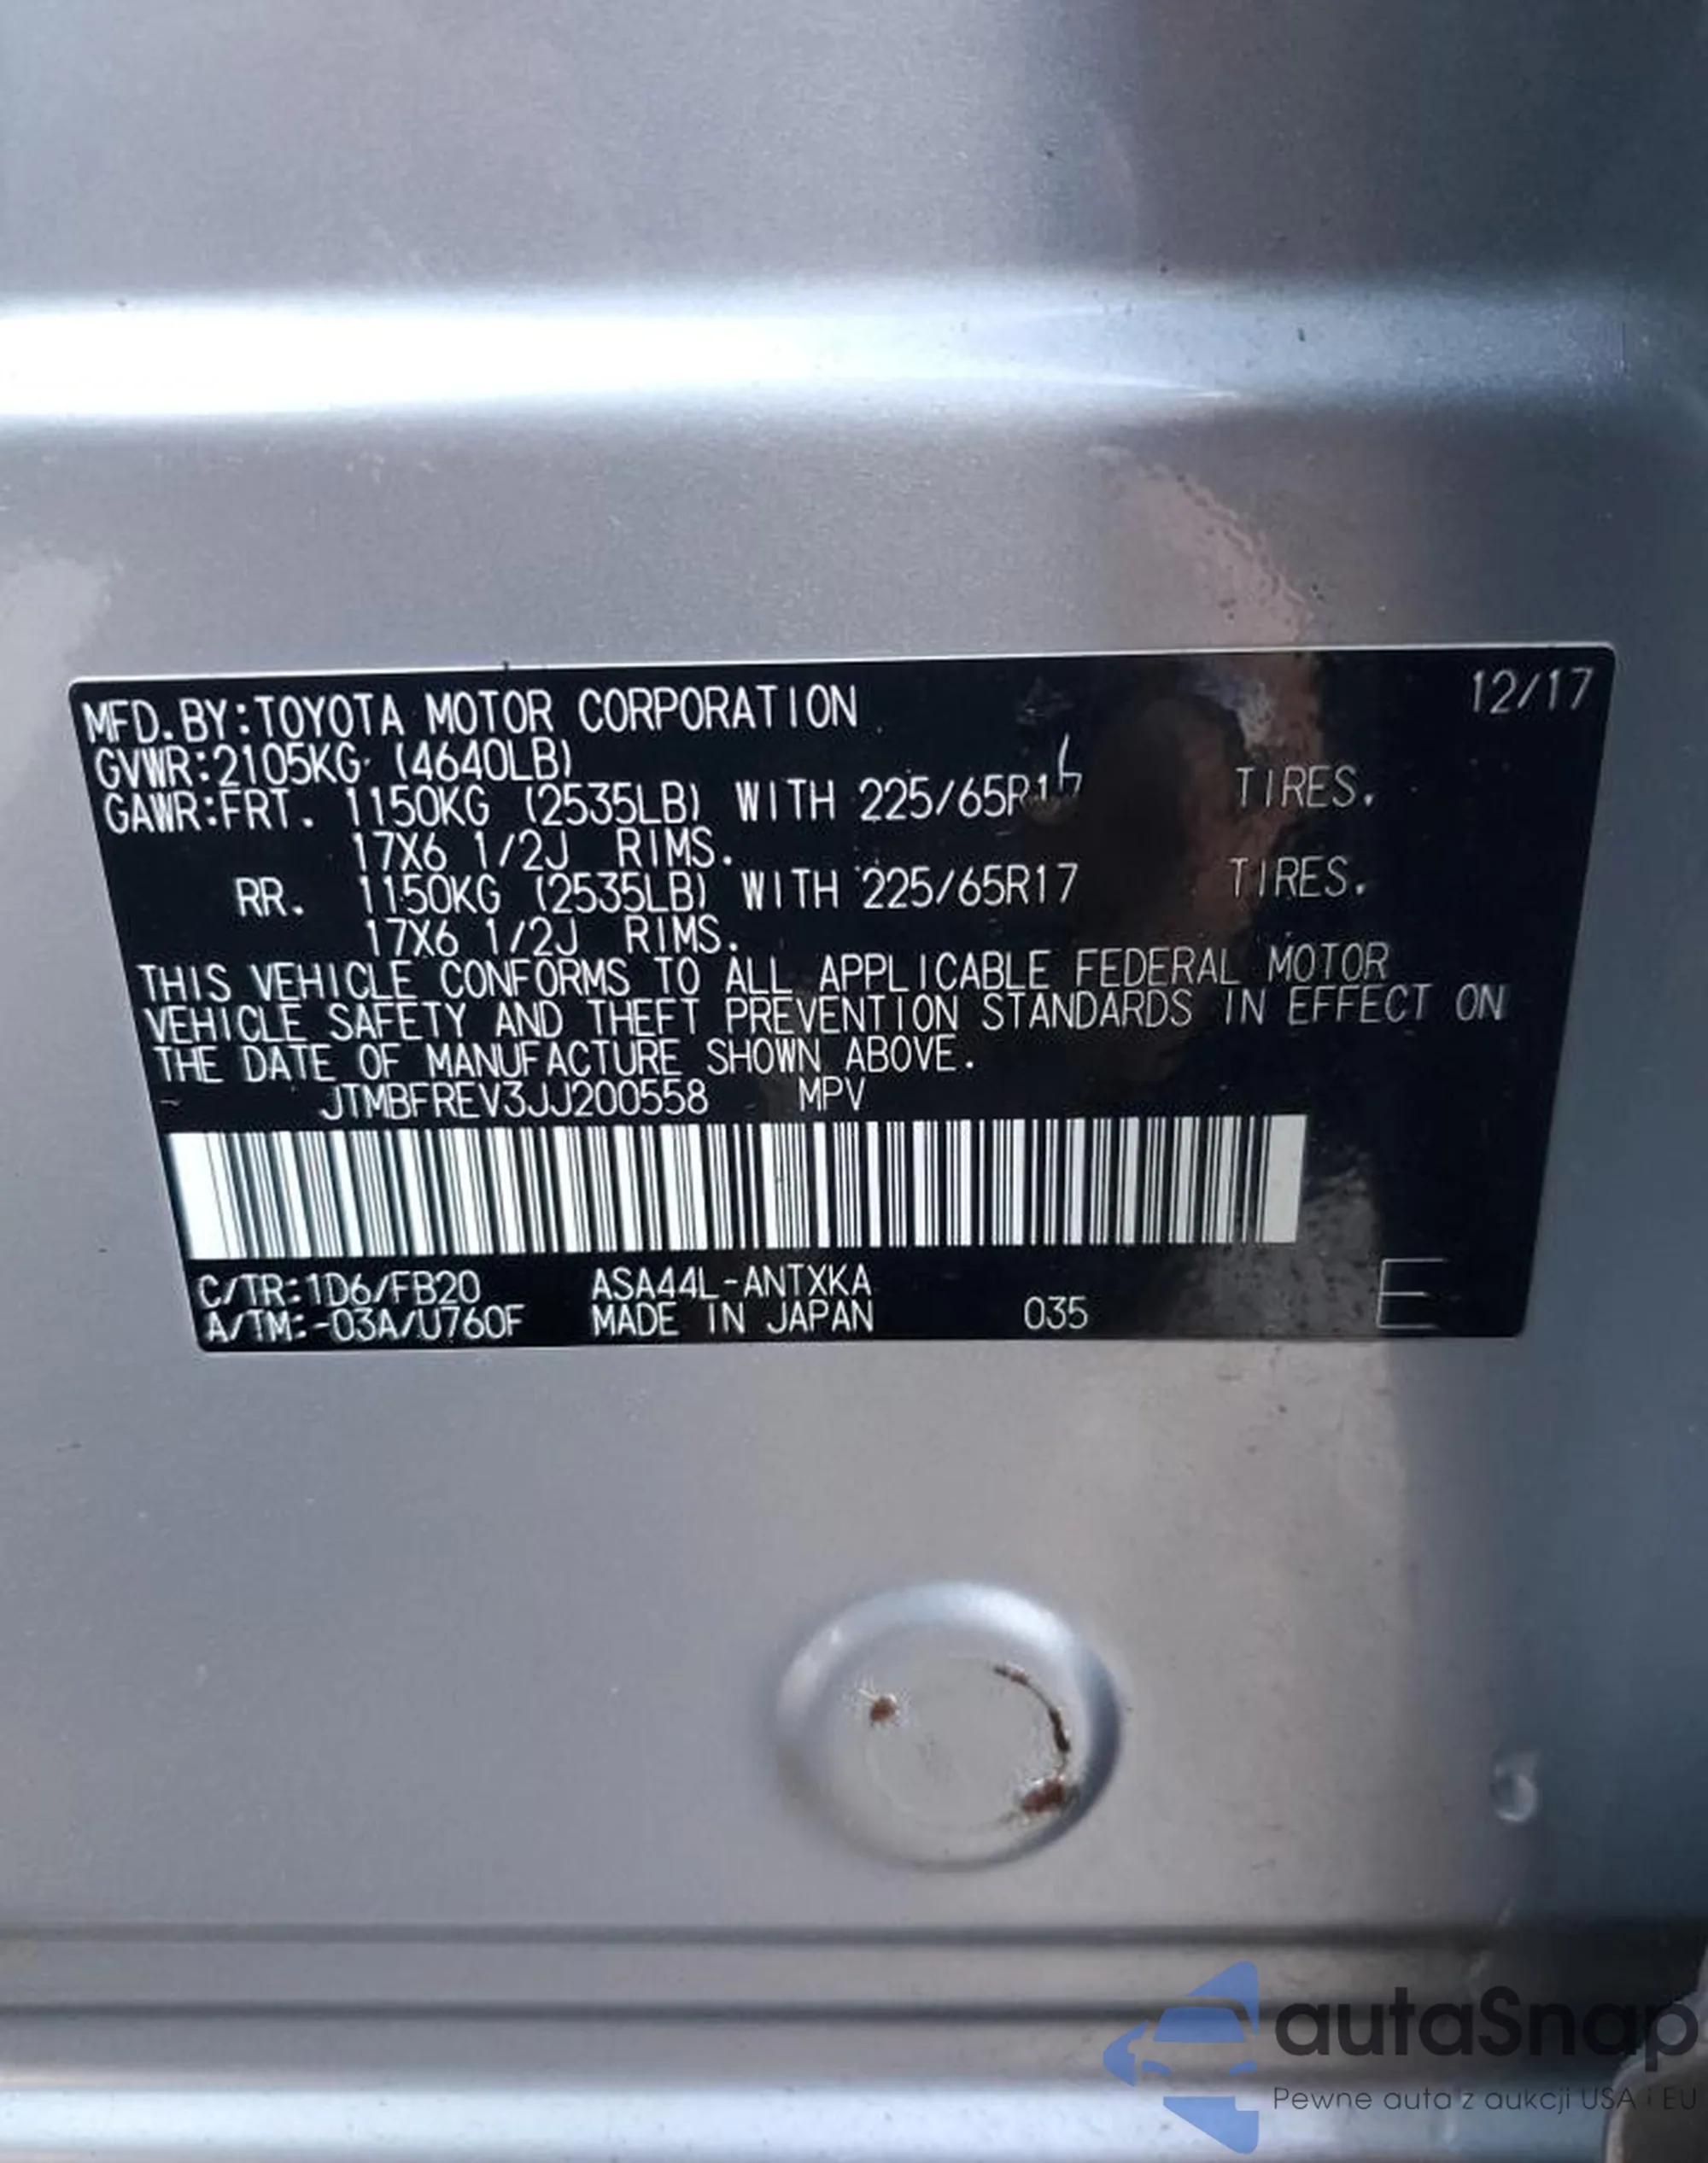 12/17
MFD.BY:TOYOTA MOTOR CORPORATION
GVWR:2105KG (4640LB)
GAWR:FRT. 1150KG (2535LB) WITH 225/65R17 TIRES.
17X6 1/2J RIMS.
RR. 1150KG (2535LB) WITH 225/65R17 TIRES.
17X6 1/2J RIMS.
THIS VEHICLE CONFORMS TO ALL APPLICABLE FEDERAL MOTOR
VEHICLE SAFETY AND THEFT PREVENTION STANDARDS IN EFFECT ON
THE DATE OF MANUFACTURE SHOWN ABOVE.
JTMBFREV3JJ200558 MPV
C/TR:1D6/FB20 ASA44L-ANTXKA
A/TM:-03A/U760F MADE IN JAPAN 035 E
autaSnap
Pewne auta z aukcji USA i EU